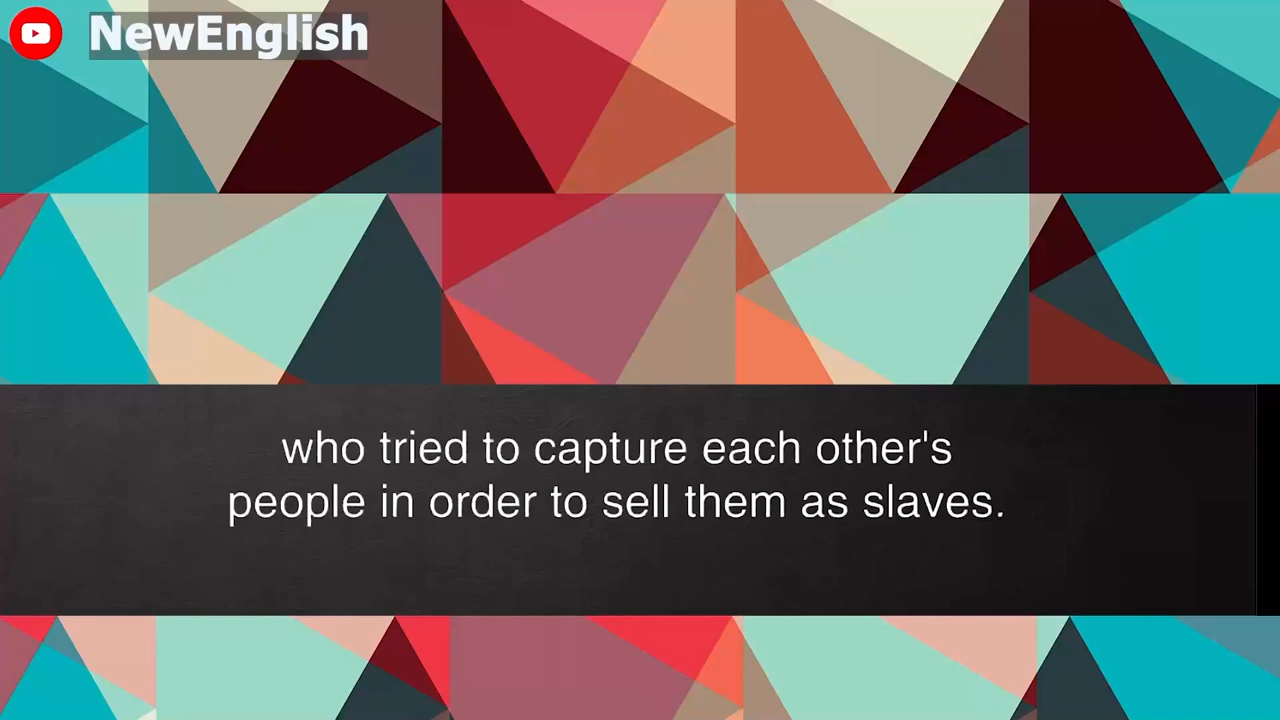 NewEnglish
who tried to capture each other's
people in order to sell them as slaves.